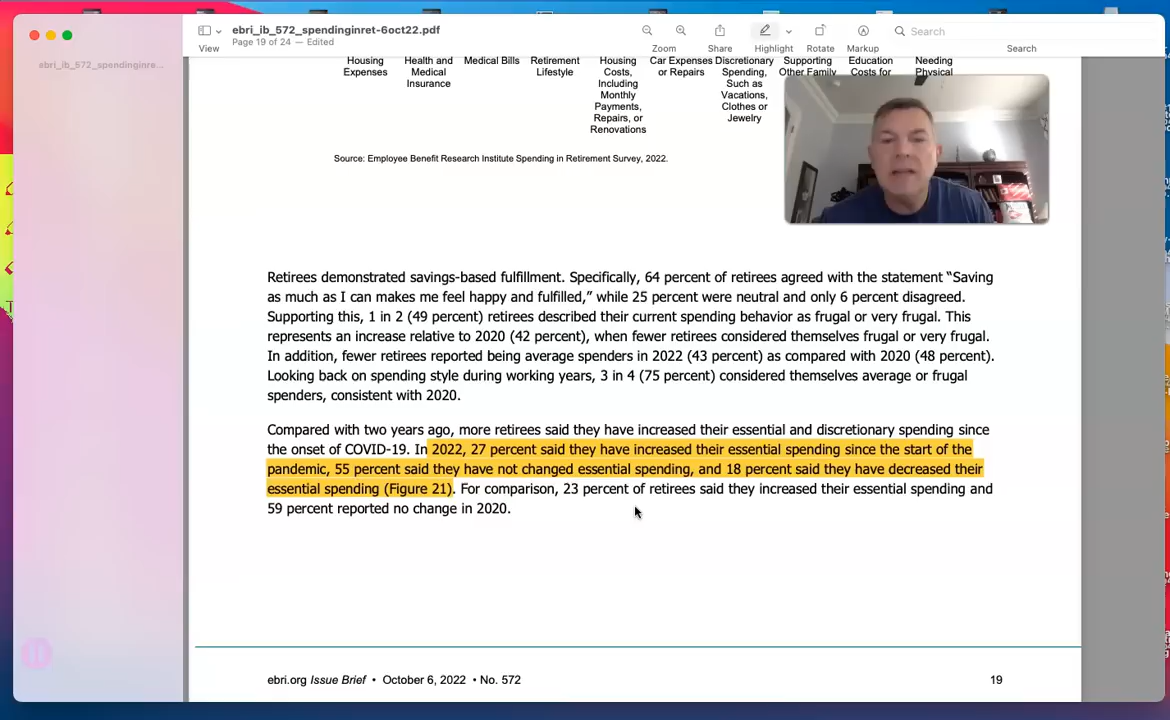 ebri_ib_572_spendinginret-6oct22.pdf
Page 19 of 24 — Edited
View
Zoom
Share
Highlight
Rotate
Markup
Search
Search
ebri_ib_572_spendinginre...
Housing Expenses
Health and Medical Insurance
Medical Bills
Retirement Lifestyle
Housing Costs, Including Monthly Payments, Repairs, or Renovations
Car Expenses or Repairs
Discretionary Spending, Such as Vacations, Clothes or Jewelry
Supporting Other Family
Education Costs for
Needing Physical
Source: Employee Benefit Research Institute Spending in Retirement Survey, 2022.
Retirees demonstrated savings-based fulfillment. Specifically, 64 percent of retirees agreed with the statement “Saving
as much as I can makes me feel happy and fulfilled,” while 25 percent were neutral and only 6 percent disagreed.
Supporting this, 1 in 2 (49 percent) retirees described their current spending behavior as frugal or very frugal. This
represents an increase relative to 2020 (42 percent), when fewer retirees considered themselves frugal or very frugal.
In addition, fewer retirees reported being average spenders in 2022 (43 percent) as compared with 2020 (48 percent).
Looking back on spending style during working years, 3 in 4 (75 percent) considered themselves average or frugal
spenders, consistent with 2020.
Compared with two years ago, more retirees said they have increased their essential and discretionary spending since
the onset of COVID-19. In 2022, 27 percent said they have increased their essential spending since the start of the
pandemic, 55 percent said they have not changed essential spending, and 18 percent said they have decreased their
essential spending (Figure 21). For comparison, 23 percent of retirees said they increased their essential spending and
59 percent reported no change in 2020.
ebri.org Issue Brief • October 6, 2022 • No. 572
19